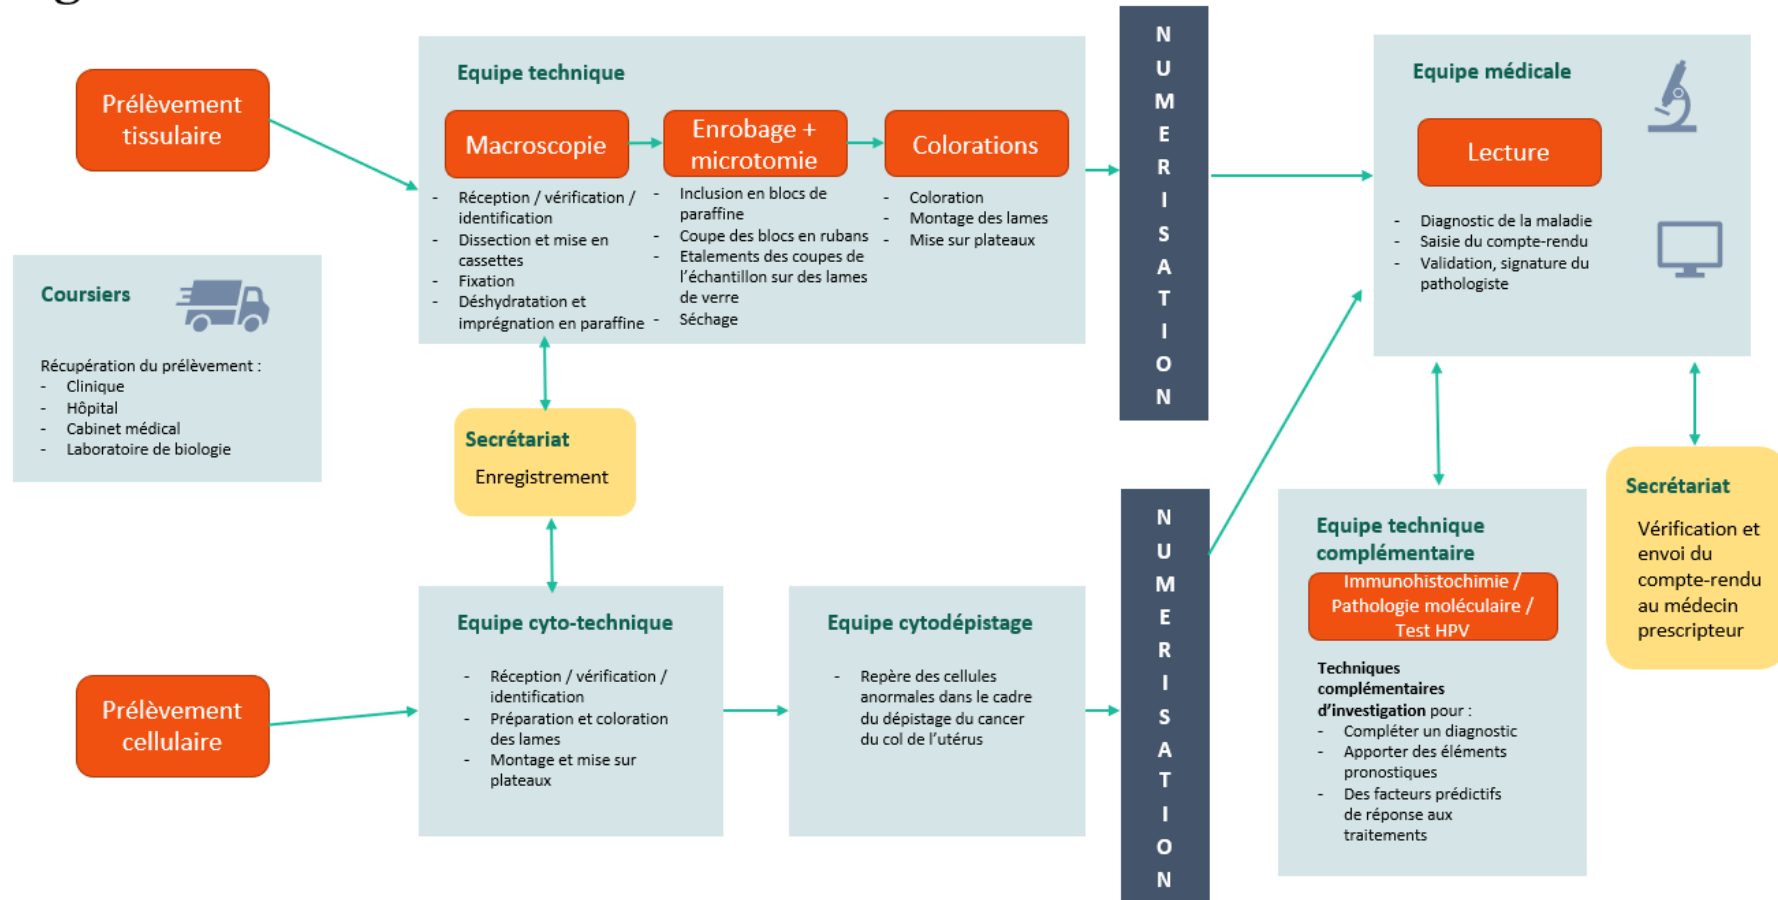 Prélèvement
tissulaire
Coursiers
Récupération du prélèvement :
- Clinique
- Hôpital
- Cabinet médical
- Laboratoire de biologie
Prélèvement
cellulaire
Equipe technique
Macroscopie
- Réception / vérification /
identification
- Dissection et mise en
cassettes
- Fixation
- Déshydratation et
imprégnation en paraffine
Enrobage +
microtomie
- Inclusion en blocs de
paraffine
- Coupe des blocs en rubans
- Etalements des coupes de
l'échantillon sur des lames
de verre
- Séchage
Colorations
- Coloration
- Montage des lames
- Mise sur plateaux
Secrétariat
Enregistrement
Equipe cyto-technique
- Réception / vérification /
identification
- Préparation et coloration
des lames
- Montage et mise sur
plateaux
Equipe cytodépistage
- Repère des cellules
anormales dans le cadre
du dépistage du cancer
du col de l'utérus
NUMERISATION
NUMERISATION
Equipe médicale
Lecture
- Diagnostic de la maladie
- Saisie du compte-rendu
- Validation, signature du
pathologiste
Equipe technique
complémentaire
Immunohistochimie /
Pathologie moléculaire /
Test HPV
Techniques
complémentaires
d'investigation pour :
- Compléter un diagnostic
- Apporter des éléments
pronostiques
- Des facteurs prédictifs
de réponse aux
traitements
Secrétariat
Vérification et
envoi du
compte-rendu
au médecin
prescripteur